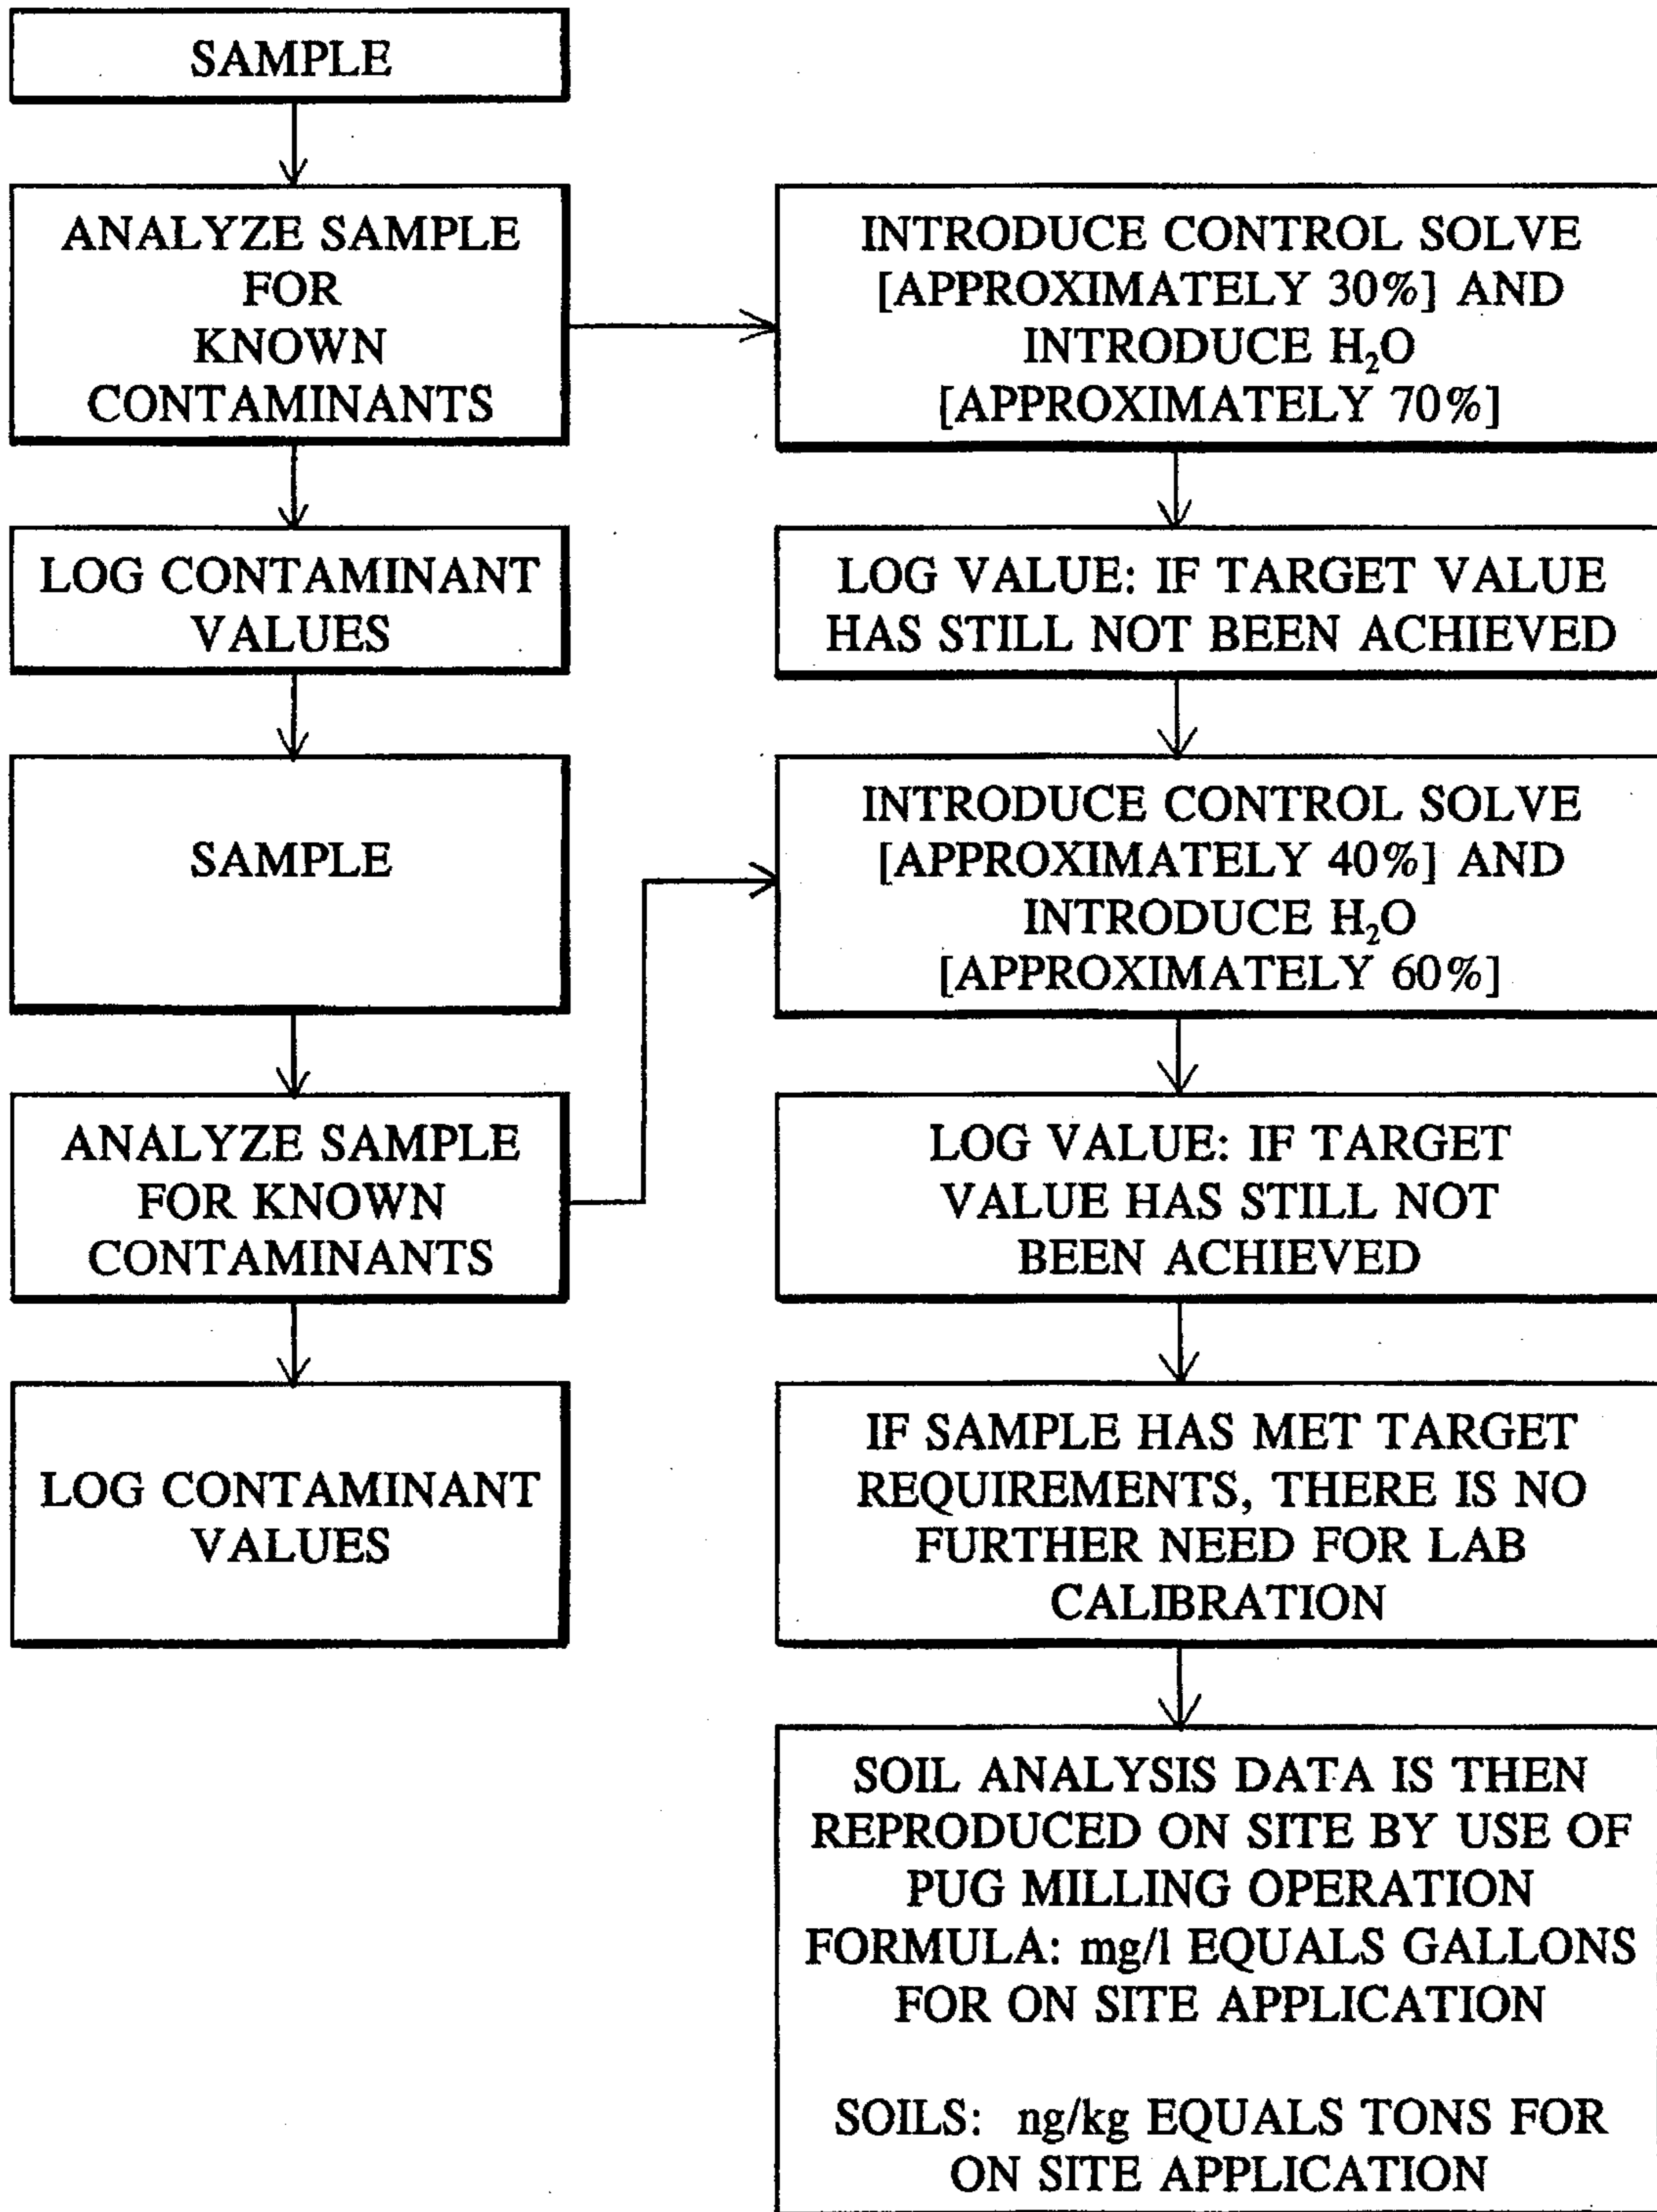 SAMPLE
ANALYZE SAMPLE
FOR
KNOWN
CONTAMINANTS
INTRODUCE CONTROL SOLVE
[APPROXIMATELY 30%] AND
INTRODUCE H₂O
[APPROXIMATELY 70%]
LOG CONTAMINANT
VALUES
LOG VALUE: IF TARGET VALUE
HAS STILL NOT BEEN ACHIEVED
SAMPLE
INTRODUCE CONTROL SOLVE
[APPROXIMATELY 40%] AND
INTRODUCE H₂O
[APPROXIMATELY 60%]
ANALYZE SAMPLE
FOR KNOWN
CONTAMINANTS
LOG VALUE: IF TARGET
VALUE HAS STILL NOT
BEEN ACHIEVED
LOG CONTAMINANT
VALUES
IF SAMPLE HAS MET TARGET
REQUIREMENTS, THERE IS NO
FURTHER NEED FOR LAB
CALIBRATION
SOIL ANALYSIS DATA IS THEN
REPRODUCED ON SITE BY USE OF
PUG MILLING OPERATION
FORMULA: mg/l EQUALS GALLONS
FOR ON SITE APPLICATION
SOILS: ng/kg EQUALS TONS FOR
ON SITE APPLICATION